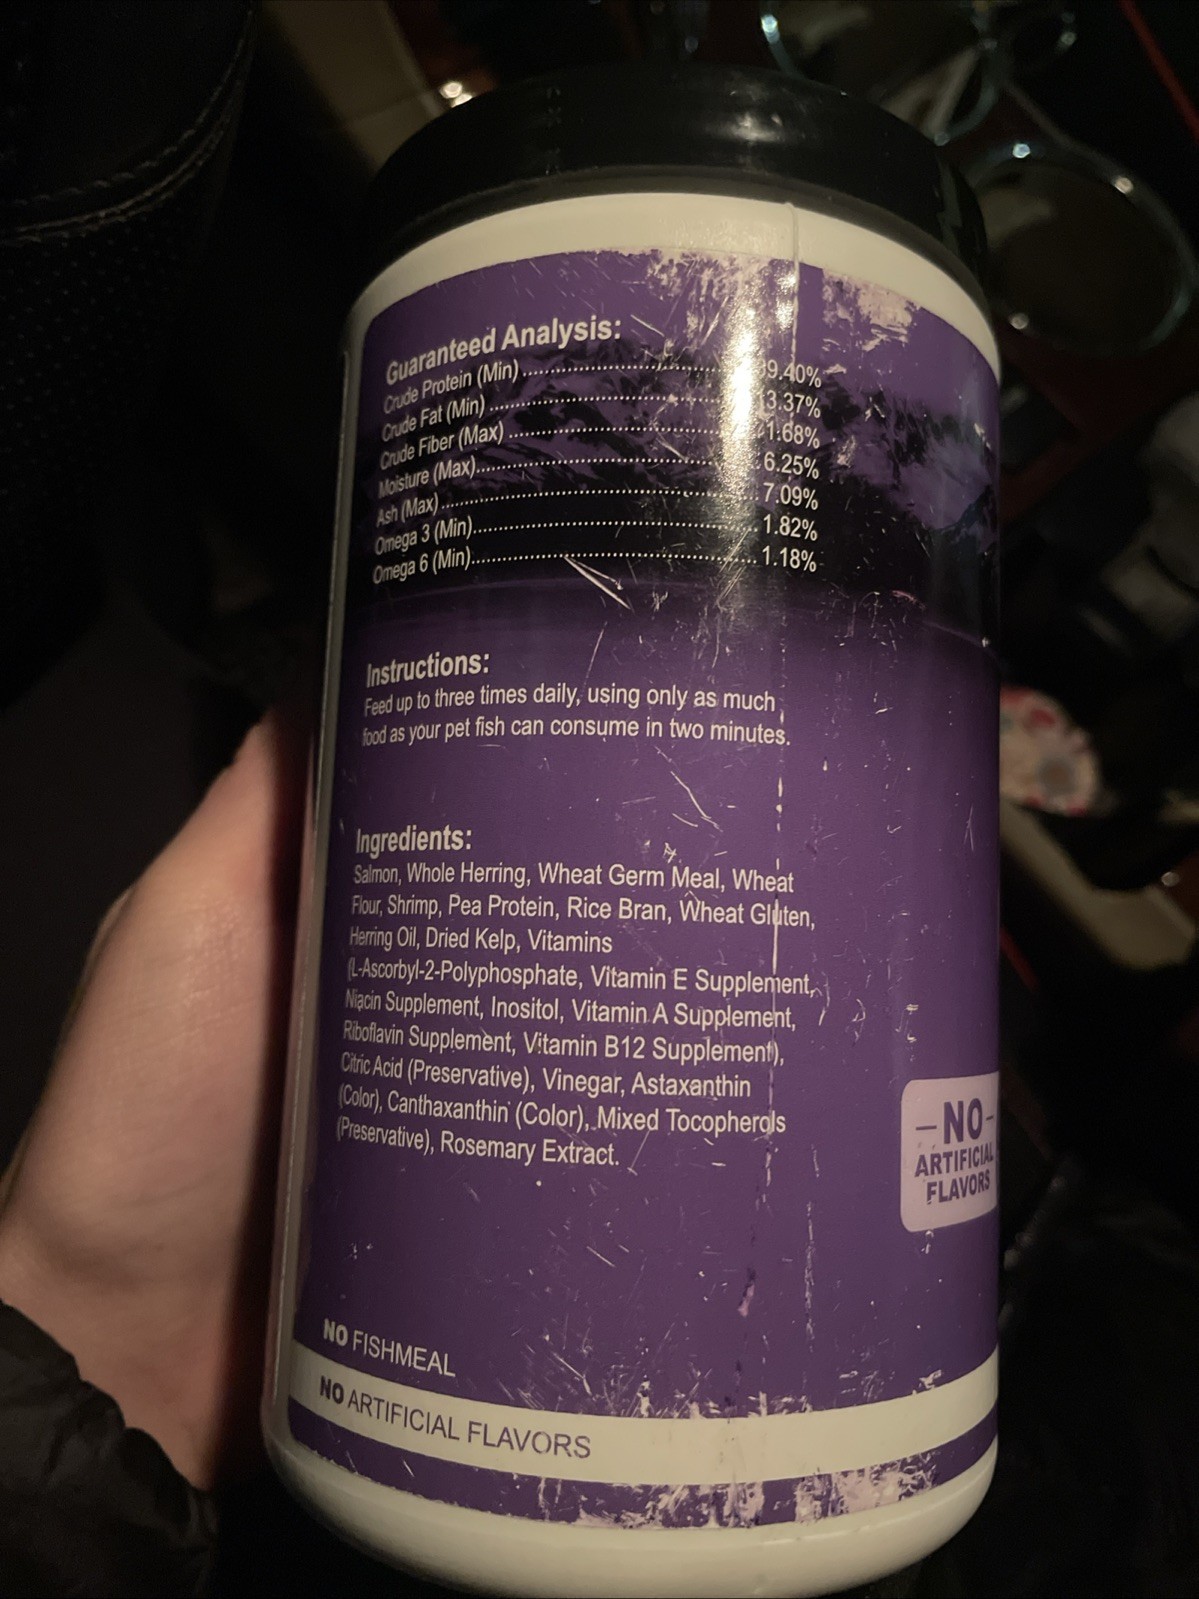 Guaranteed Analysis:
Crude Protein (Min) 9.40%
Crude Fat (Min) 3.37%
Crude Fiber (Max) 1.68%
Moisture (Max) 6.25%
Ash (Max) 7.09%
Omega 3 (Min) 1.82%
Omega 6 (Min) 1.18%
Instructions:
Feed up to three times daily, using only as much
food as your pet fish can consume in two minutes.
Ingredients:
Salmon, Whole Herring, Wheat Germ Meal, Wheat
Flour, Shrimp, Pea Protein, Rice Bran, Wheat Gluten,
Herring Oil, Dried Kelp, Vitamins
(L-Ascorbyl-2-Polyphosphate, Vitamin E Supplement,
Niacin Supplement, Inositol, Vitamin A Supplement,
Riboflavin Supplement, Vitamin B12 Supplement),
Citric Acid (Preservative), Vinegar, Astaxanthin
(Color), Canthaxanthin (Color), Mixed Tocopherols
(Preservative), Rosemary Extract.
–NO–
ARTIFICIAL
FLAVORS
NO FISHMEAL
NO ARTIFICIAL FLAVORS